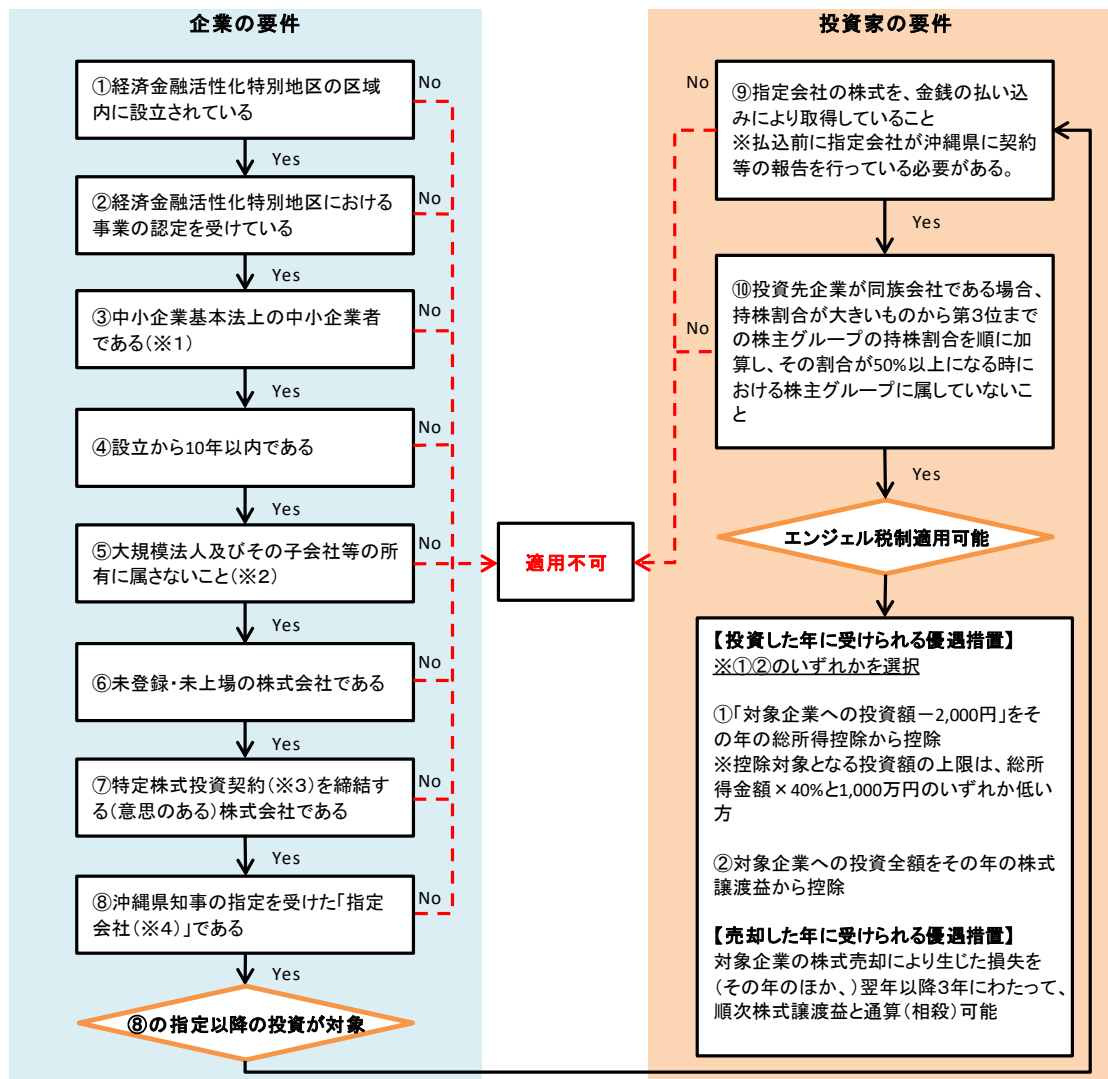 企業の要件
①経済金融活性化特別地区の区域
内に設立されている
No
Yes
②経済金融活性化特別地区における
事業の認定を受けている
No
Yes
③中小企業基本法上の中小企業者
である(※1)
No
Yes
④設立から10年以内である
No
Yes
⑤大規模法人及びその子会社等の所
有に属さないこと(※2)
No
Yes
⑥未登録・未上場の株式会社である
No
Yes
⑦特定株式投資契約(※3)を締結す
る(意思のある)株式会社である
No
Yes
⑧沖縄県知事の指定を受けた「指定
会社(※4)」である
No
Yes
⑧の指定以降の投資が対象
適用不可
投資家の要件
No
⑨指定会社の株式を、金銭の払い込
みにより取得していること
※払込前に指定会社が沖縄県に契約
等の報告を行っている必要がある。
Yes
No
⑩投資先企業が同族会社である場合、
持株割合が大きいものから第3位まで
の株主グループの持株割合を順に加
算し、その割合が50%以上になる時に
おける株主グループに属していないこ
と
Yes
エンジェル税制適用可能
【投資した年に受けられる優遇措置】
※①②のいずれかを選択
①「対象企業への投資額－2,000円」をそ
の年の総所得控除から控除
※控除対象となる投資額の上限は、総所
得金額×40%と1,000万円のいずれか低い
方
②対象企業への投資全額をその年の株式
譲渡益から控除
【売却した年に受けられる優遇措置】
対象企業の株式売却により生じた損失を
(その年のほか、)翌年以降3年にわたって、
順次株式譲渡益と通算(相殺)可能